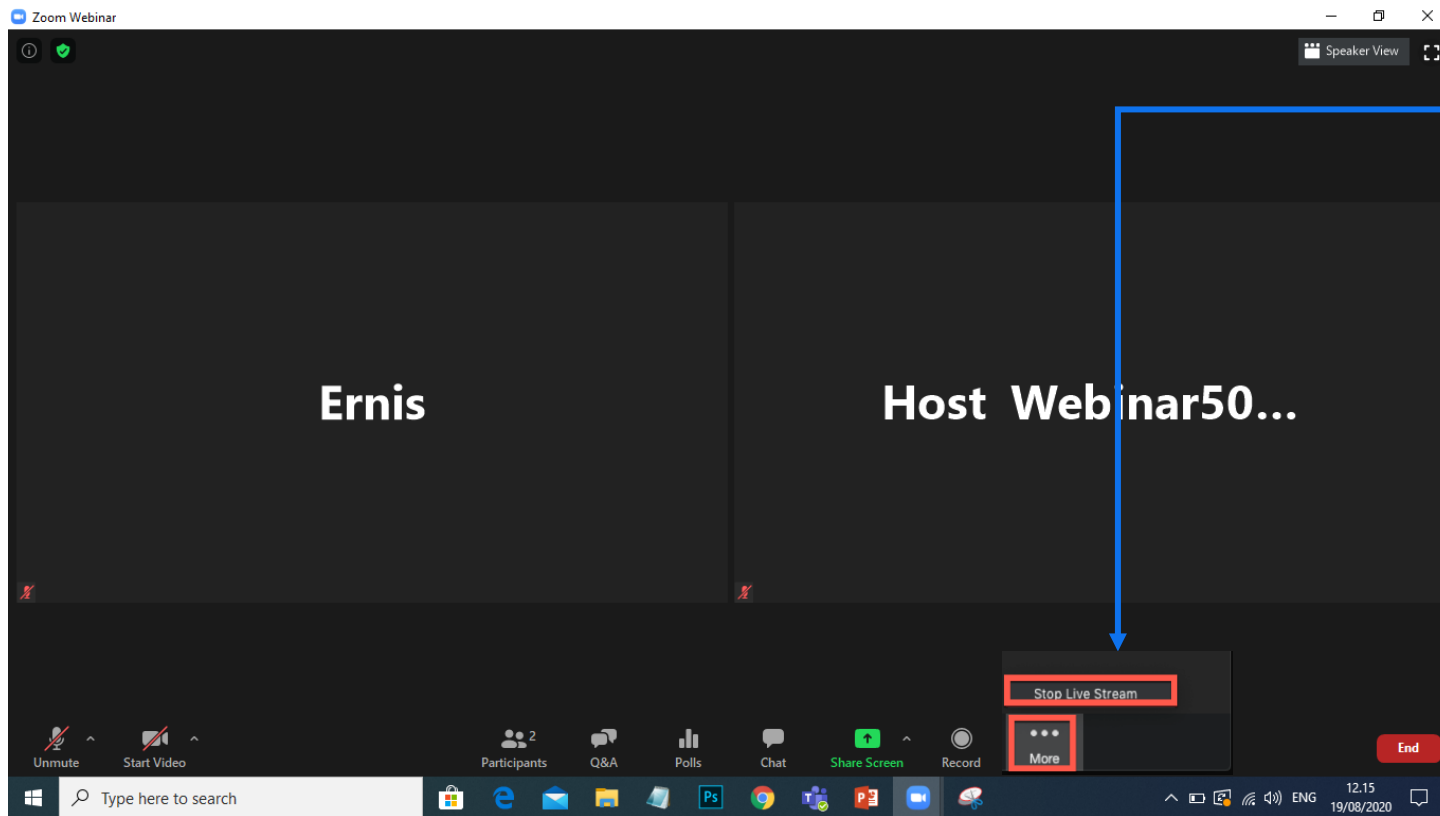 Zoom Webinar
Speaker View
Ernis
Host Webinar50...
Stop Live Stream
Unmute
Start Video
2
Participants
Q&A
Polls
Chat
Share Screen
Record
More
End
Type here to search
Ps
ENG
12.15
19/08/2020